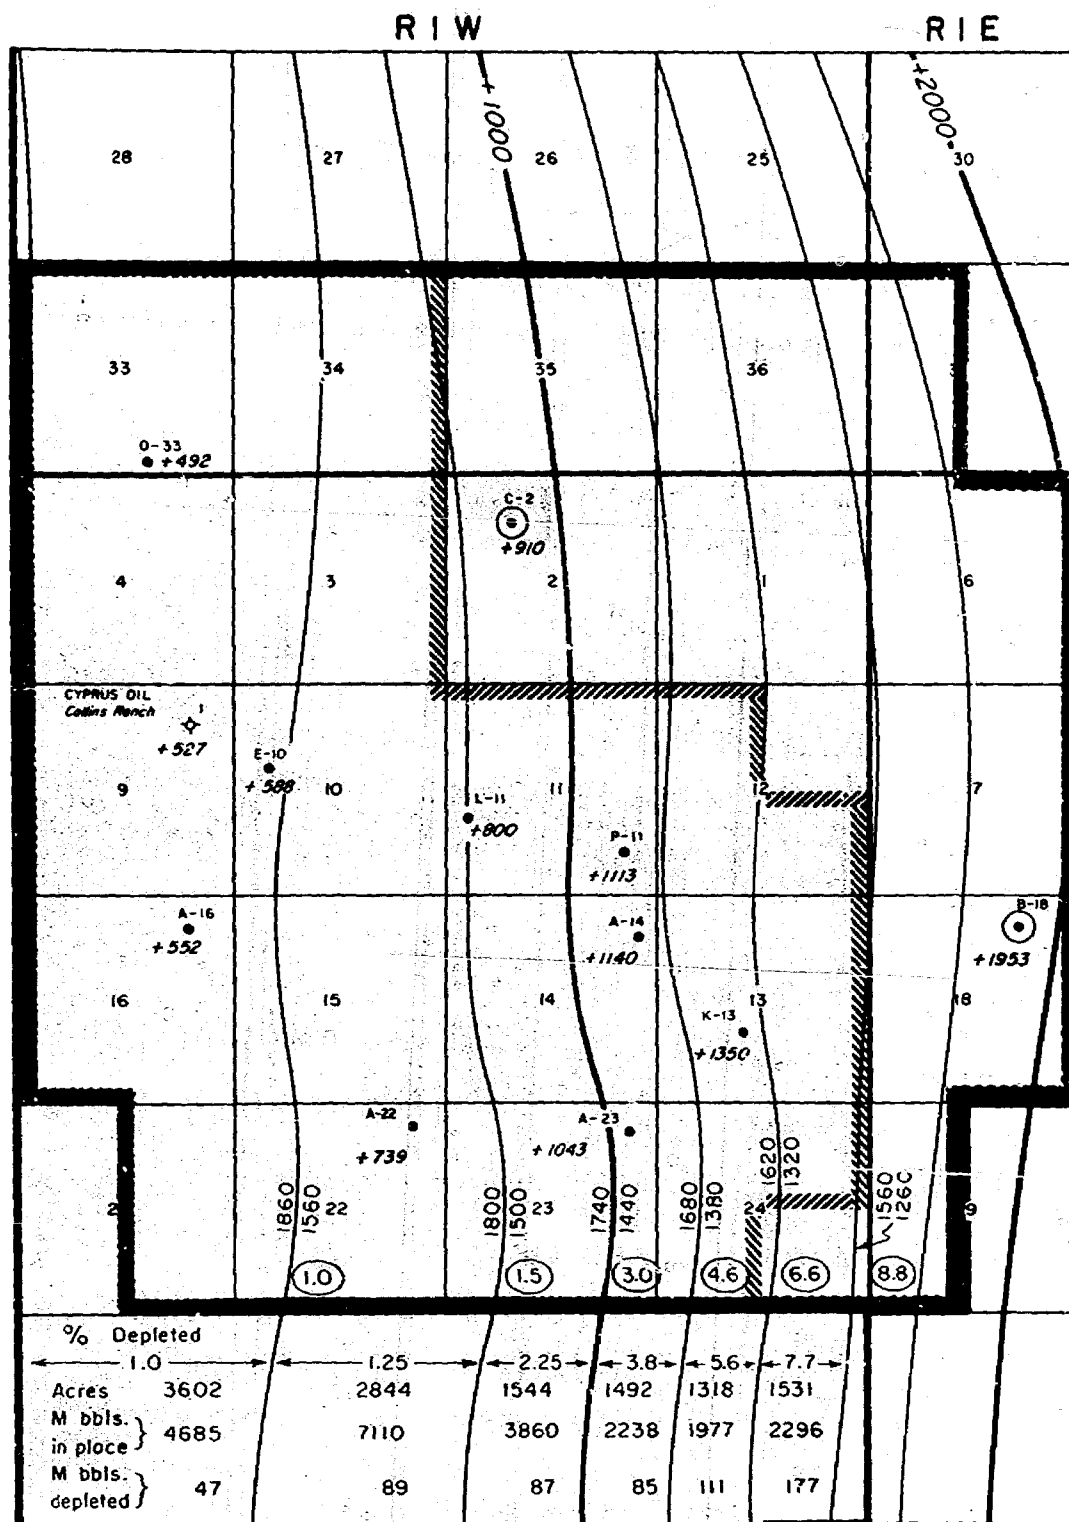 R I W R I E
+1000 +2000
28 27 26 25 30
33 34 35 36
O-33
+492
C-2
+910
4 3 2 1 6
CYPRUS OIL
Collins Ranch
1
+527
E-10
+588
9 10 11 12 7
L-11
+800
P-11
+1113
A-16
+552
A-14
+1140
B-18
+1953
16 15 14 13 18
K-13
+1350
A-22
+739
A-23
+1043
22 23 24
1860 1800 1740 1680 1620 1560
1560 1500 1440 1380 1320 1260
1.0 1.5 3.0 4.6 6.6 8.8
% Depleted
1.0 1.25 2.25 3.8 5.6 7.7
Acres 3602 2844 1544 1492 1318 1531
M bbls. in place } 4685 7110 3860 2238 1977 2296
M bbls. depleted } 47 89 87 85 111 177